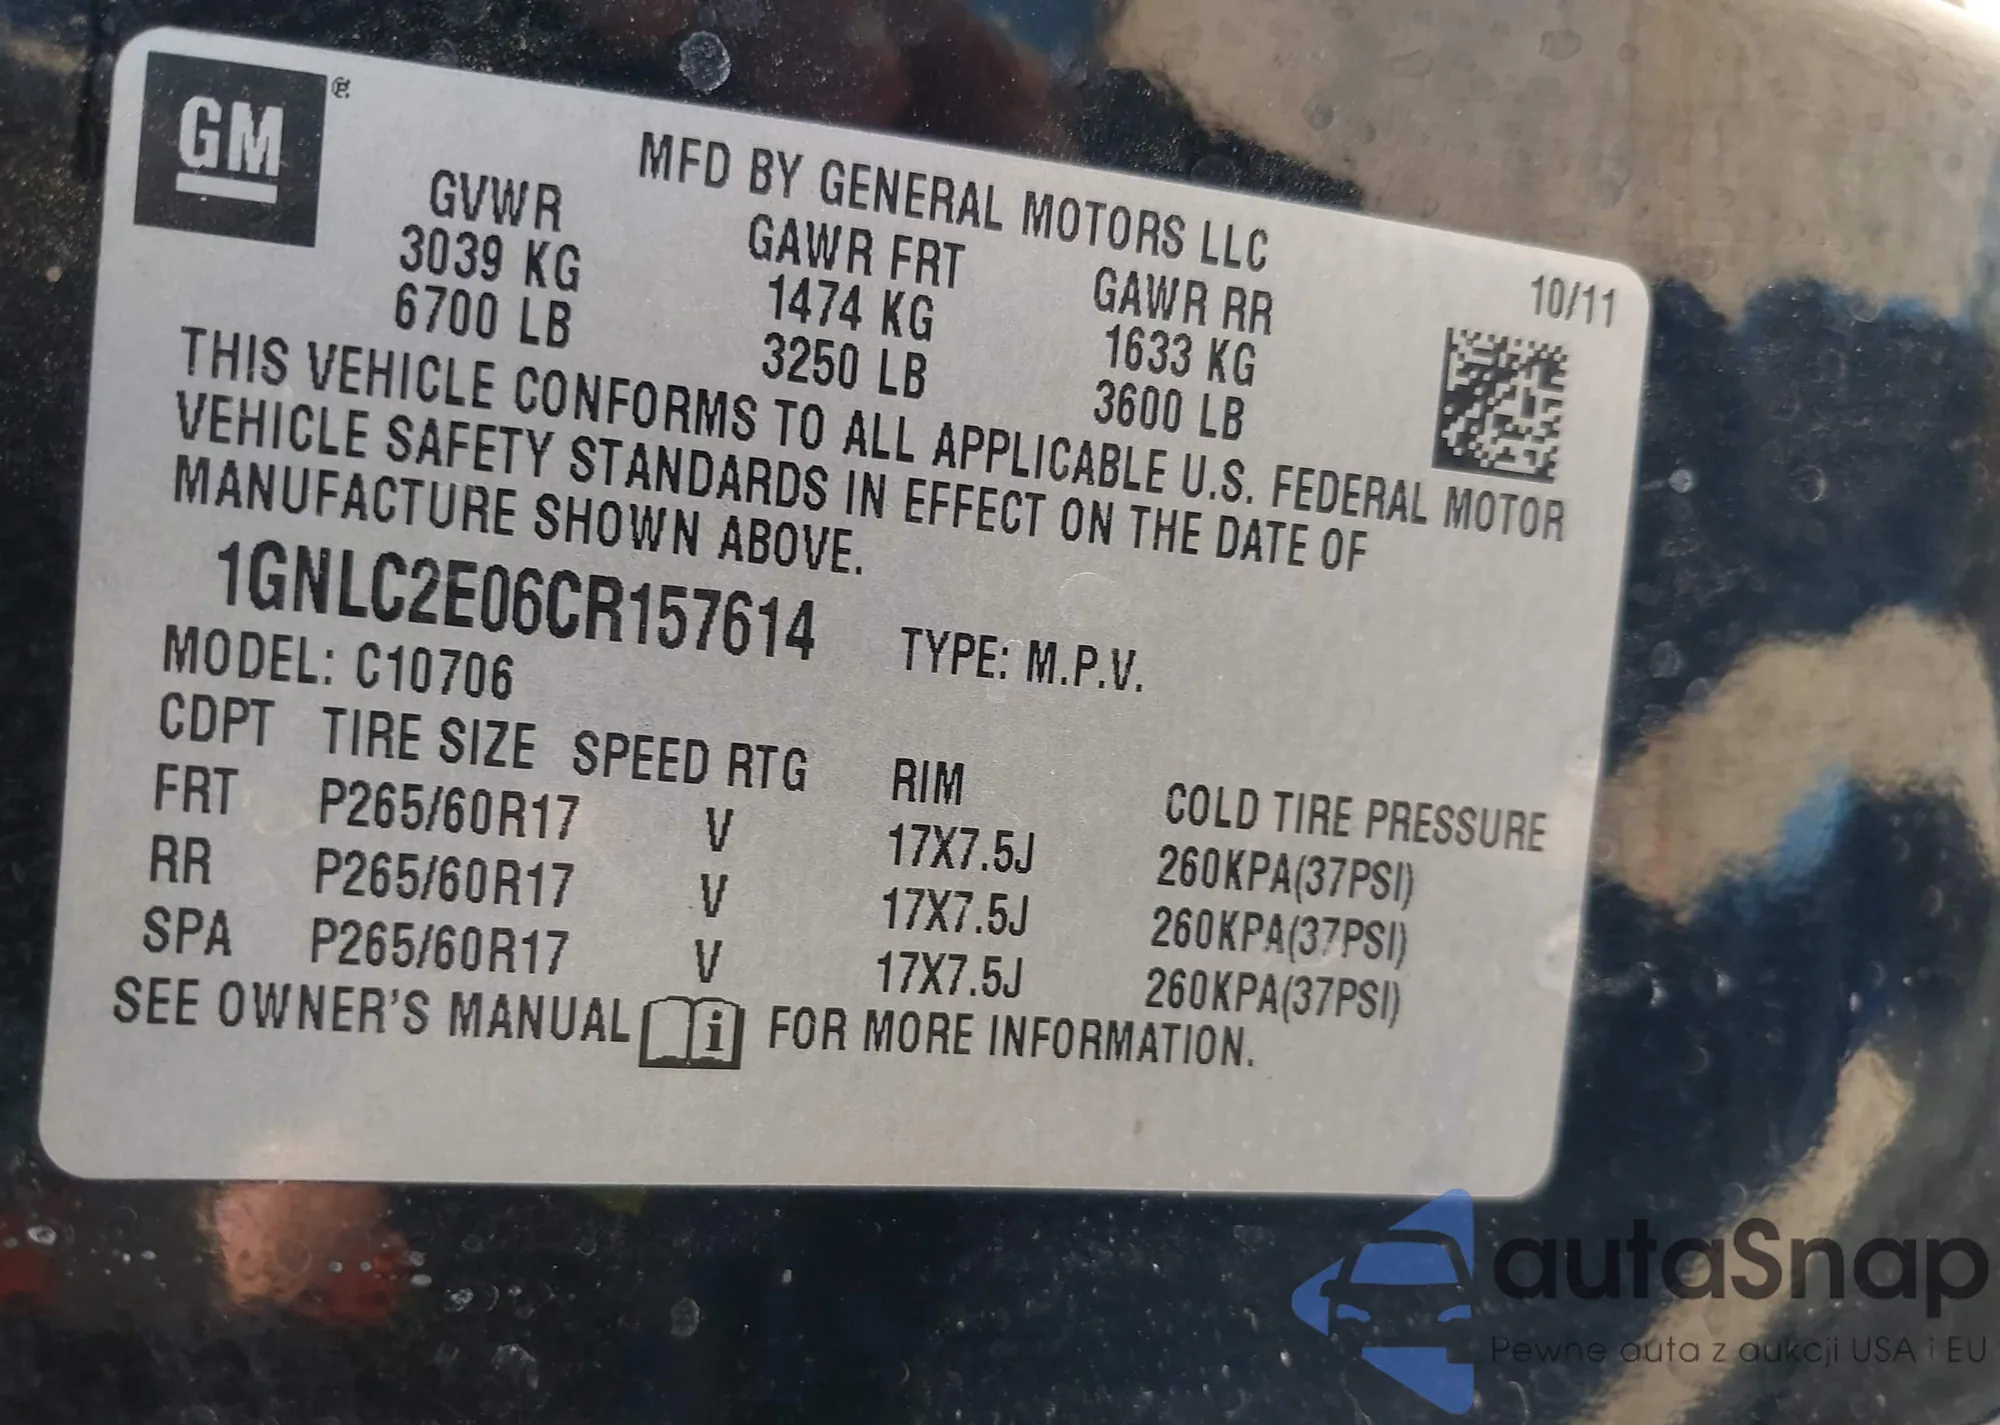 GM®
MFD BY GENERAL MOTORS LLC
10/11
GVWR GAWR FRT GAWR RR
3039 KG 1474 KG 1633 KG
6700 LB 3250 LB 3600 LB
THIS VEHICLE CONFORMS TO ALL APPLICABLE U.S. FEDERAL MOTOR
VEHICLE SAFETY STANDARDS IN EFFECT ON THE DATE OF
MANUFACTURE SHOWN ABOVE.
1GNLC2E06CR157614 TYPE: M.P.V.
MODEL: C10706
CDPT TIRE SIZE SPEED RTG RIM COLD TIRE PRESSURE
FRT P265/60R17 V 17X7.5J 260KPA(37PSI)
RR P265/60R17 V 17X7.5J 260KPA(37PSI)
SPA P265/60R17 V 17X7.5J 260KPA(37PSI)
SEE OWNER'S MANUAL i FOR MORE INFORMATION.
autaSnap
Pewne auta z aukcji USA i EU